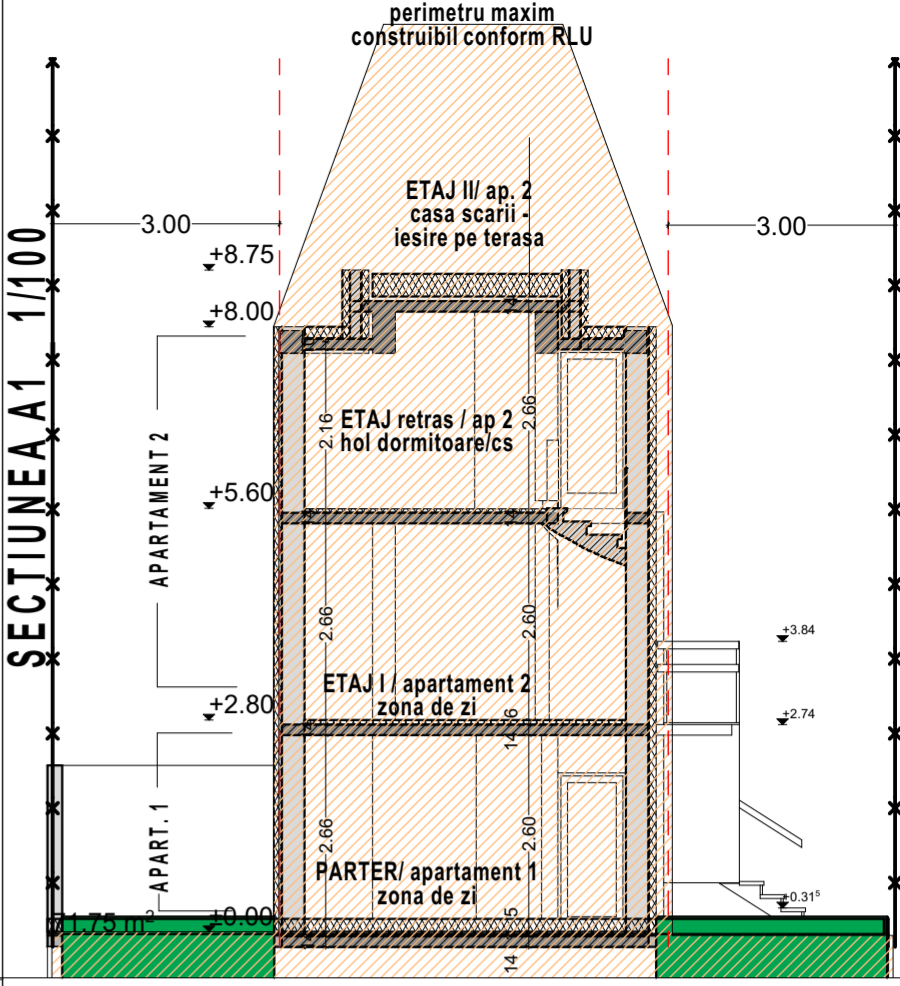 perimetru maxim
construibil conform RLU
ETAJ II/ ap. 2
casa scarii -
iesire pe terasa
3.00
3.00
+8.75
+8.00
SECTIUNEA A1 1/100
APARTAMENT 2
ETAJ retras / ap 2
hol dormitoare/cs
2.16
2.66
+5.60
14
2.66
2.60
+3.84
ETAJ I / apartament 2
zona de zi
+2.80
+2.74
APART. 1
2.66
2.60
PARTER/ apartament 1
zona de zi
+0.31⁵
71.75 m²
±0.00
14